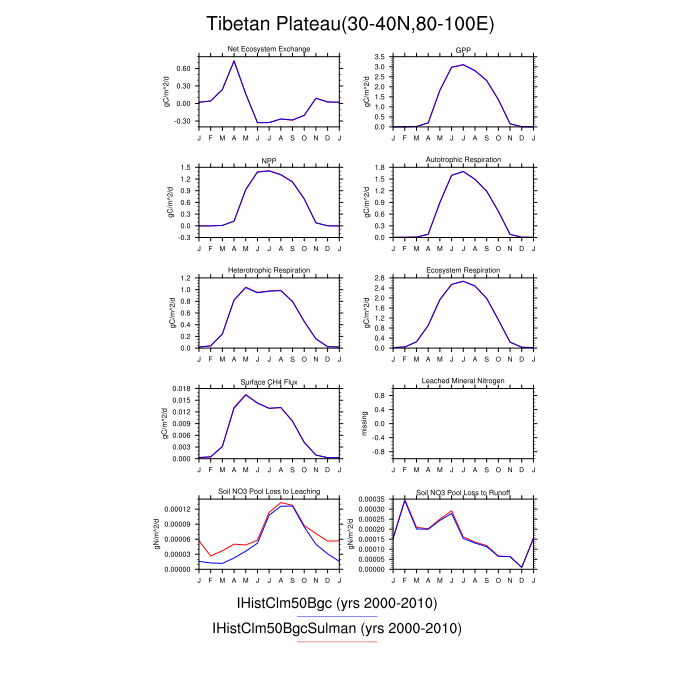 Tibetan Plateau(30-40N,80-100E)
Net Ecosystem Exchange
gC/m^2/d
0.60
0.30
0.00
-0.30
J F M A M J J A S O N D J
GPP
gC/m^2/d
3.5
3.0
2.5
2.0
1.5
1.0
0.5
0.0
J F M A M J J A S O N D J
NPP
gC/m^2/d
1.5
1.2
0.9
0.6
0.3
0.0
-0.3
J F M A M J J A S O N D J
Autotrophic Respiration
gC/m^2/d
2.1
1.8
1.5
1.2
0.9
0.6
0.3
0.0
J F M A M J J A S O N D J
Heterotrophic Respiration
gC/m^2/d
1.2
1.0
0.8
0.6
0.4
0.2
0.0
J F M A M J J A S O N D J
Ecosystem Respiration
gC/m^2/d
2.8
2.4
2.0
1.6
1.2
0.8
0.4
0.0
J F M A M J J A S O N D J
Surface CH4 Flux
gC/m^2/d
0.018
0.015
0.012
0.009
0.006
0.003
0.000
J F M A M J J A S O N D J
Leached Mineral Nitrogen
missing
0.8
0.4
0.0
-0.4
-0.8
J F M A M J J A S O N D J
Soil NO3 Pool Loss to Leaching
gN/m^2/d
0.00012
0.00009
0.00006
0.00003
0.00000
J F M A M J J A S O N D J
Soil NO3 Pool Loss to Runoff
gN/m^2/d
0.00035
0.00030
0.00025
0.00020
0.00015
0.00010
0.00005
0.00000
J F M A M J J A S O N D J
IHistClm50Bgc (yrs 2000-2010)
IHistClm50BgcSulman (yrs 2000-2010)